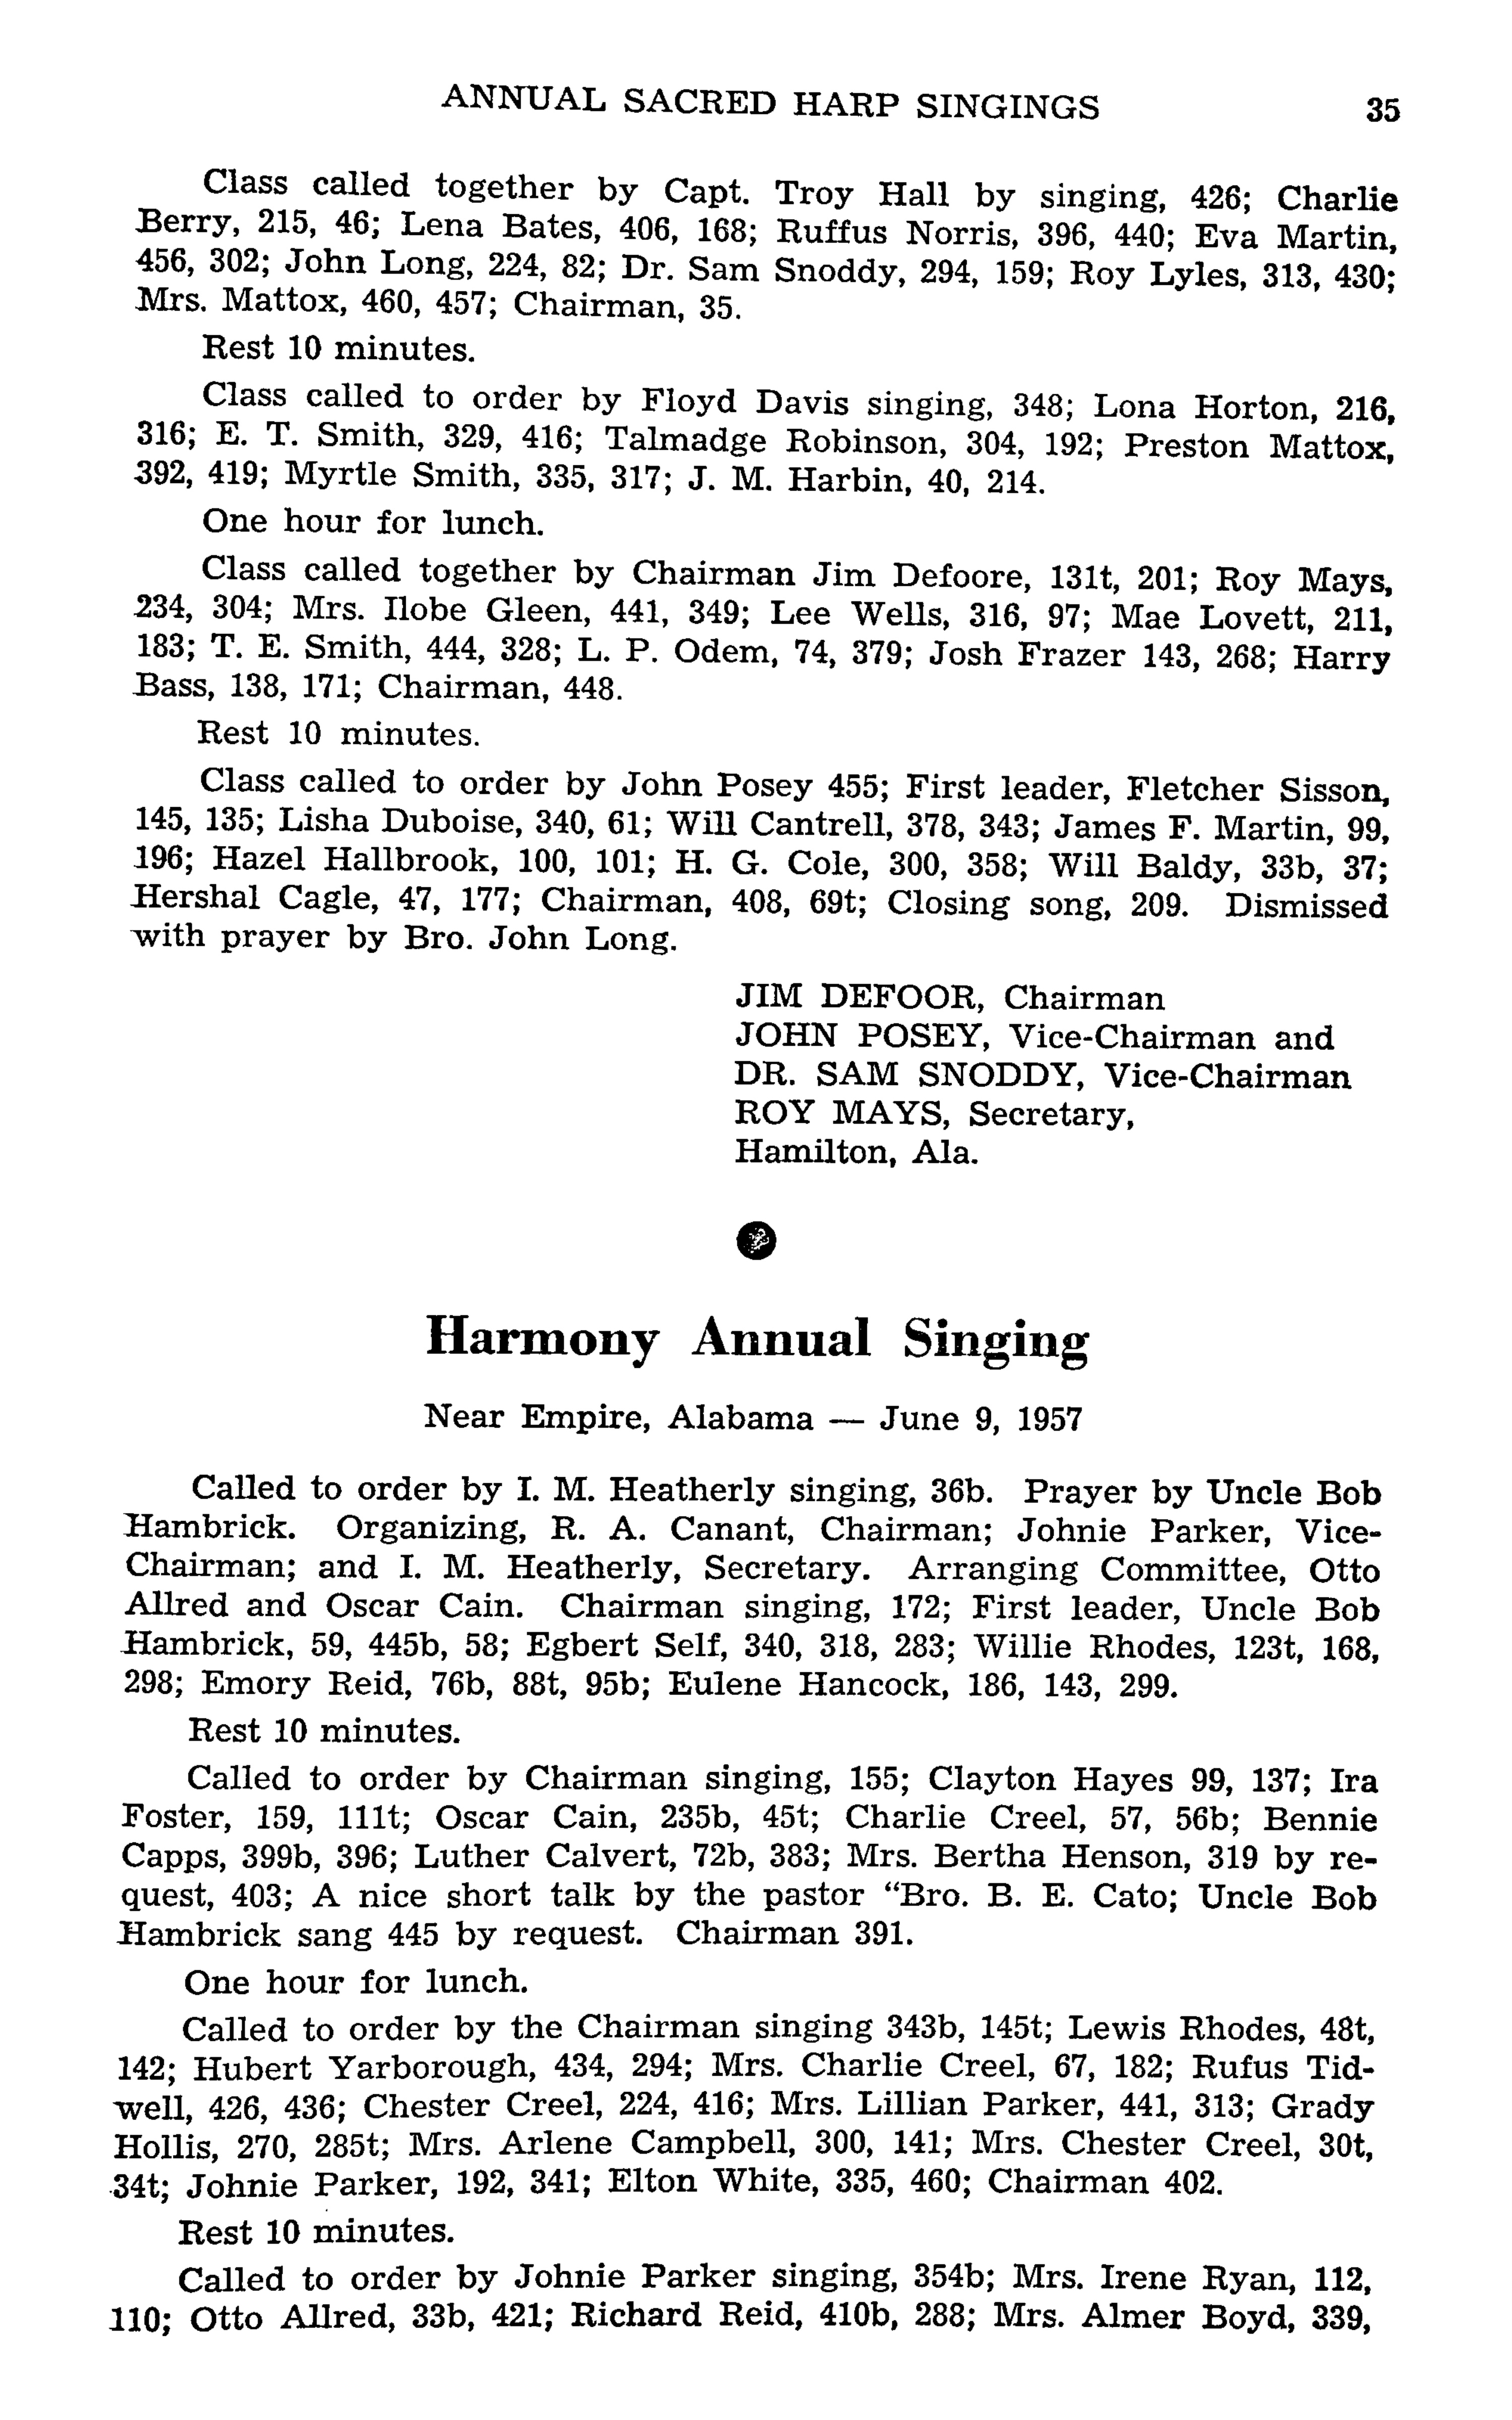 ANNUAL SACRED HARP SINGINGS 35
Class called together by Capt. Troy Hall by singing, 426; Charlie
Berry, 215, 46; Lena Bates, 406, 168; Ruffus Norris, 396, 440; Eva Martin,
456, 302; John Long, 224, 82; Dr. Sam Snoddy, 294, 159; Roy Lyles, 313, 430;
Mrs. Mattox, 460, 457; Chairman, 35.
Rest 10 minutes.
Class called to order by Floyd Davis singing, 348; Lona Horton, 216,
316; E. T. Smith, 329, 416; Talmadge Robinson, 304, 192; Preston Mattox,
392, 419; Myrtle Smith, 335, 317; J. M. Harbin, 40, 214.
One hour for lunch.
Class called together by Chairman Jim Defoore, 131t, 201; Roy Mays,
234, 304; Mrs. Ilobe Gleen, 441, 349; Lee Wells, 316, 97; Mae Lovett, 211,
183; T. E. Smith, 444, 328; L. P. Odem, 74, 379; Josh Frazer 143, 268; Harry
Bass, 138, 171; Chairman, 448.
Rest 10 minutes.
Class called to order by John Posey 455; First leader, Fletcher Sisson,
145, 135; Lisha Duboise, 340, 61; Will Cantrell, 378, 343; James F. Martin, 99,
196; Hazel Hallbrook, 100, 101; H. G. Cole, 300, 358; Will Baldy, 33b, 37;
Hershal Cagle, 47, 177; Chairman, 408, 69t; Closing song, 209. Dismissed
with prayer by Bro. John Long.
JIM DEFOOR, Chairman
JOHN POSEY, Vice-Chairman and
DR. SAM SNODDY, Vice-Chairman
ROY MAYS, Secretary,
Hamilton, Ala.
Harmony Annual Singing
Near Empire, Alabama — June 9, 1957
Called to order by I. M. Heatherly singing, 36b. Prayer by Uncle Bob
Hambrick. Organizing, R. A. Canant, Chairman; Johnie Parker, Vice-
Chairman; and I. M. Heatherly, Secretary. Arranging Committee, Otto
Allred and Oscar Cain. Chairman singing, 172; First leader, Uncle Bob
Hambrick, 59, 445b, 58; Egbert Self, 340, 318, 283; Willie Rhodes, 123t, 168,
298; Emory Reid, 76b, 88t, 95b; Eulene Hancock, 186, 143, 299.
Rest 10 minutes.
Called to order by Chairman singing, 155; Clayton Hayes 99, 137; Ira
Foster, 159, 111t; Oscar Cain, 235b, 45t; Charlie Creel, 57, 56b; Bennie
Capps, 399b, 396; Luther Calvert, 72b, 383; Mrs. Bertha Henson, 319 by re-
quest, 403; A nice short talk by the pastor “Bro. B. E. Cato; Uncle Bob
Hambrick sang 445 by request. Chairman 391.
One hour for lunch.
Called to order by the Chairman singing 343b, 145t; Lewis Rhodes, 48t,
142; Hubert Yarborough, 434, 294; Mrs. Charlie Creel, 67, 182; Rufus Tid-
well, 426, 436; Chester Creel, 224, 416; Mrs. Lillian Parker, 441, 313; Grady
Hollis, 270, 285t; Mrs. Arlene Campbell, 300, 141; Mrs. Chester Creel, 30t,
34t; Johnie Parker, 192, 341; Elton White, 335, 460; Chairman 402.
Rest 10 minutes.
Called to order by Johnie Parker singing, 354b; Mrs. Irene Ryan, 112,
110; Otto Allred, 33b, 421; Richard Reid, 410b, 288; Mrs. Almer Boyd, 339,